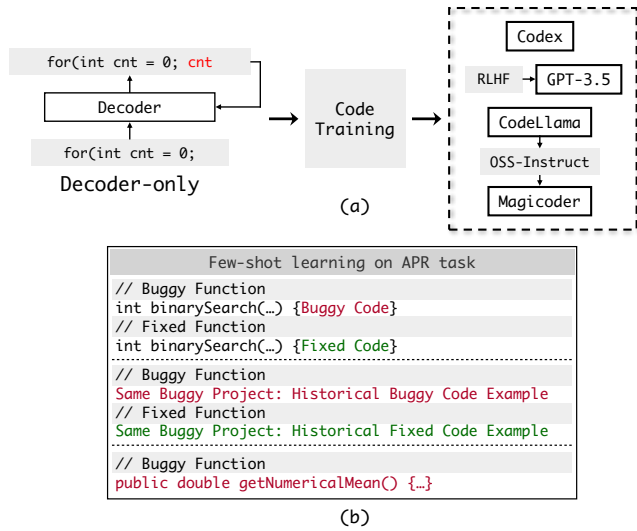 for(int cnt = 0; cnt
Decoder
for(int cnt = 0;
Decoder-only
Code
Training
Codex
RLHF
GPT-3.5
CodeLlama
OSS-Instruct
Magicoder
(a)
Few-shot learning on APR task
// Buggy Function
int binarySearch(…) {Buggy Code}
// Fixed Function
int binarySearch(…) {Fixed Code}
// Buggy Function
Same Buggy Project: Historical Buggy Code Example
// Fixed Function
Same Buggy Project: Historical Fixed Code Example
// Buggy Function
public double getNumericalMean() {…}
(b)